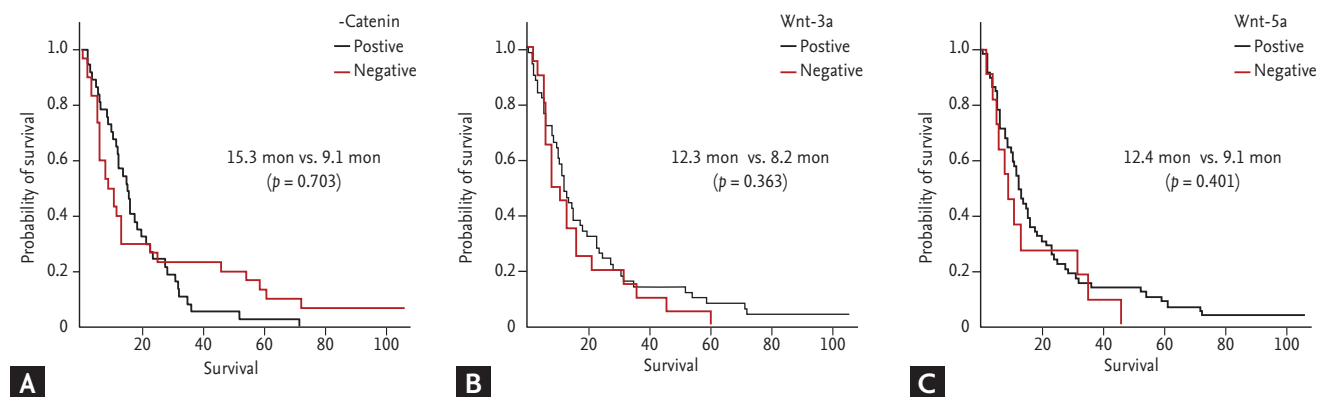 -Catenin
Postive
Negative
1.0
0.8
0.6
0.4
0.2
0
Probability of survival
15.3 mon vs. 9.1 mon
(p = 0.703)
20 40 60 80 100
Survival
A
Wnt-3a
Postive
Negative
1.0
0.8
0.6
0.4
0.2
0
Probability of survival
12.3 mon vs. 8.2 mon
(p = 0.363)
20 40 60 80 100
Survival
B
Wnt-5a
Postive
Negative
1.0
0.8
0.6
0.4
0.2
0
Probability of survival
12.4 mon vs. 9.1 mon
(p = 0.401)
20 40 60 80 100
Survival
C